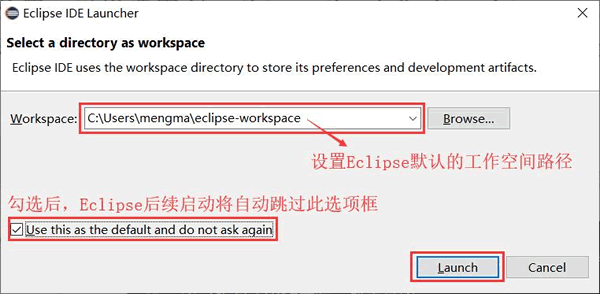 Eclipse IDE Launcher
Select a directory as workspace
Eclipse IDE uses the workspace directory to store its preferences and development artifacts.
Workspace: C:\Users\mengma\eclipse-workspace Browse...
设置Eclipse默认的工作空间路径
勾选后，Eclipse后续启动将自动跳过此选项框
Use this as the default and do not ask again
Launch Cancel